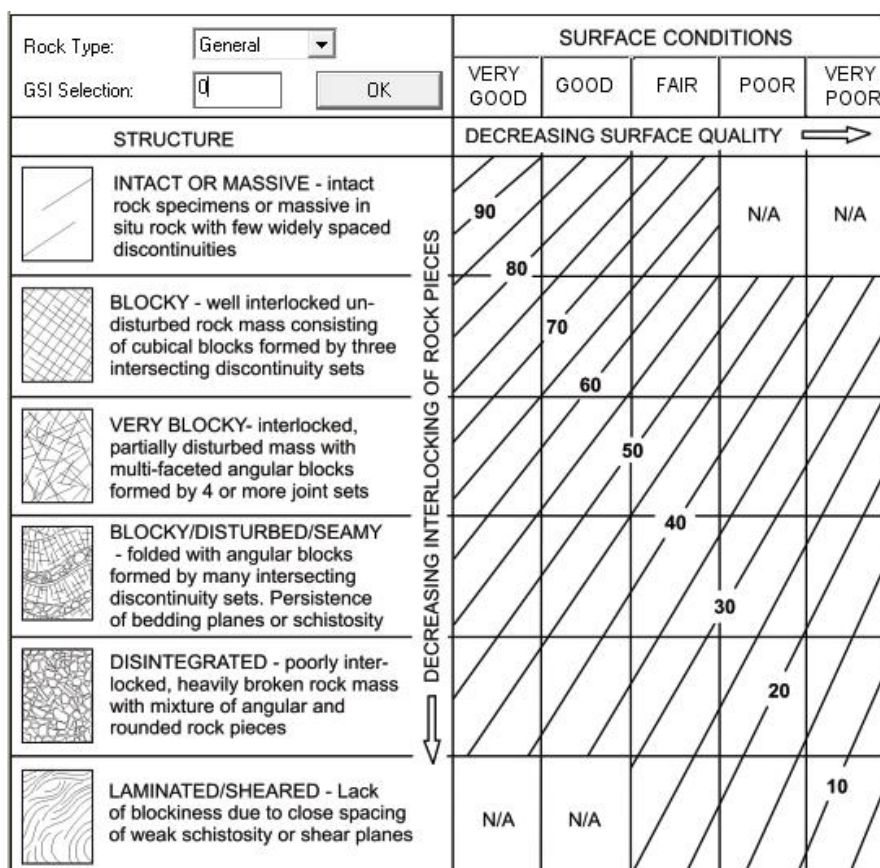 Rock Type:
General
GSI Selection:
0
OK
SURFACE CONDITIONS
VERY
GOOD
GOOD
FAIR
POOR
VERY
POOR
STRUCTURE
DECREASING SURFACE QUALITY
DECREASING INTERLOCKING OF ROCK PIECES
INTACT OR MASSIVE - intact
rock specimens or massive in
situ rock with few widely spaced
discontinuities
90
80
N/A
N/A
BLOCKY - well interlocked un-
disturbed rock mass consisting
of cubical blocks formed by three
intersecting discontinuity sets
70
60
VERY BLOCKY- interlocked,
partially disturbed mass with
multi-faceted angular blocks
formed by 4 or more joint sets
50
BLOCKY/DISTURBED/SEAMY
- folded with angular blocks
formed by many intersecting
discontinuity sets. Persistence
of bedding planes or schistosity
40
30
DISINTEGRATED - poorly inter-
locked, heavily broken rock mass
with mixture of angular and
rounded rock pieces
20
LAMINATED/SHEARED - Lack
of blockiness due to close spacing
of weak schistosity or shear planes
N/A
N/A
10